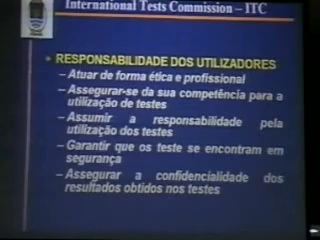 International Tests Commission – ITC
RESPONSABILIDADE DOS UTILIZADORES
– Atuar de forma ética e profissional
– Assegurar-se da sua competência para a
utilização de testes
– Assumir a responsabilidade pela
utilização dos testes
– Garantir que os teste se encontram em
segurança
– Assegurar a confidencialidade dos
resultados obtidos nos testes